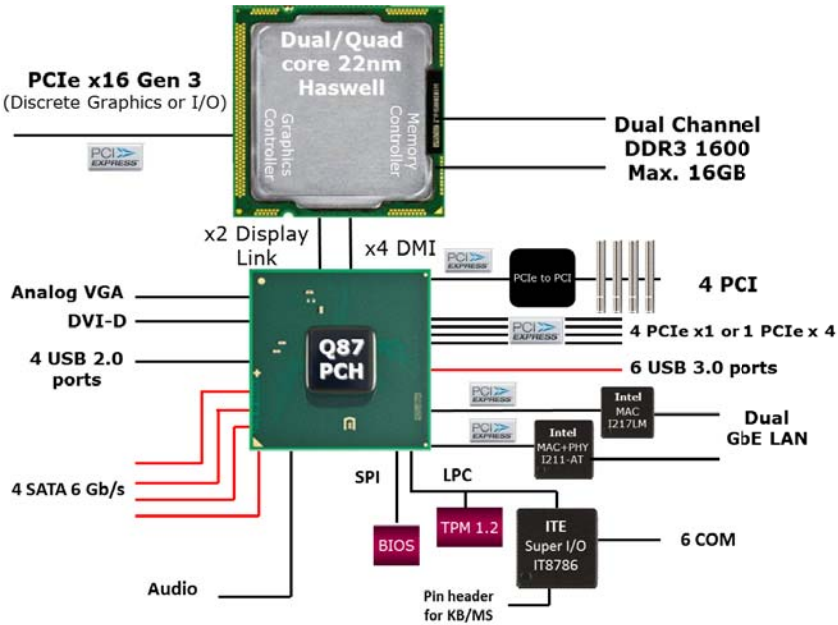 Dual/Quad
core 22nm
Haswell
Graphics
Controller
Memory
Controller
PCIe x16 Gen 3
(Discrete Graphics or I/O)
PCI
EXPRESS
Dual Channel
DDR3 1600
Max. 16GB
x2 Display
Link
x4 DMI
PCI
EXPRESS
PCIe to PCI
4 PCI
Analog VGA
DVI-D
4 USB 2.0
ports
Q87
PCH
PCI
EXPRESS
4 PCIe x1 or 1 PCIe x 4
6 USB 3.0 ports
PCI
EXPRESS
Intel
MAC
I217LM
PCI
EXPRESS
Intel
MAC+PHY
I211-AT
Dual
GbE LAN
4 SATA 6 Gb/s
SPI
LPC
BIOS
TPM 1.2
ITE
Super I/O
IT8786
6 COM
Audio
Pin header
for KB/MS